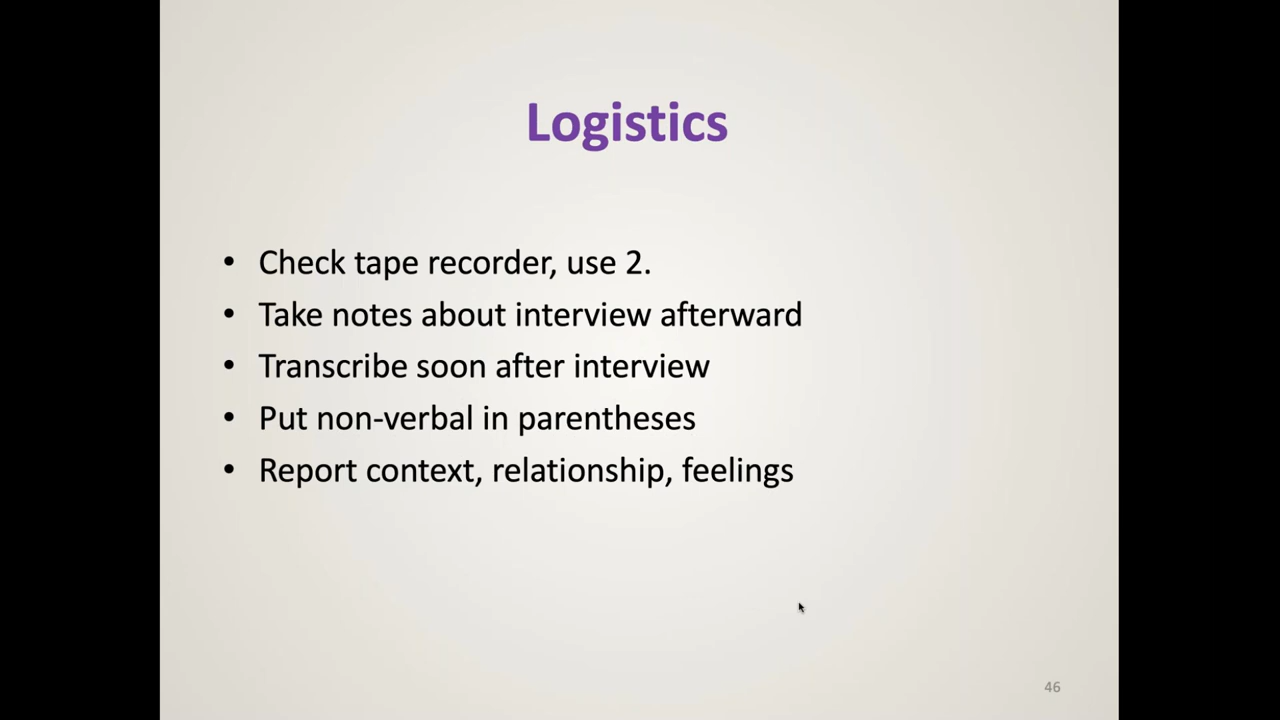 Logistics
• Check tape recorder, use 2.
• Take notes about interview afterward
• Transcribe soon after interview
• Put non-verbal in parentheses
• Report context, relationship, feelings
46